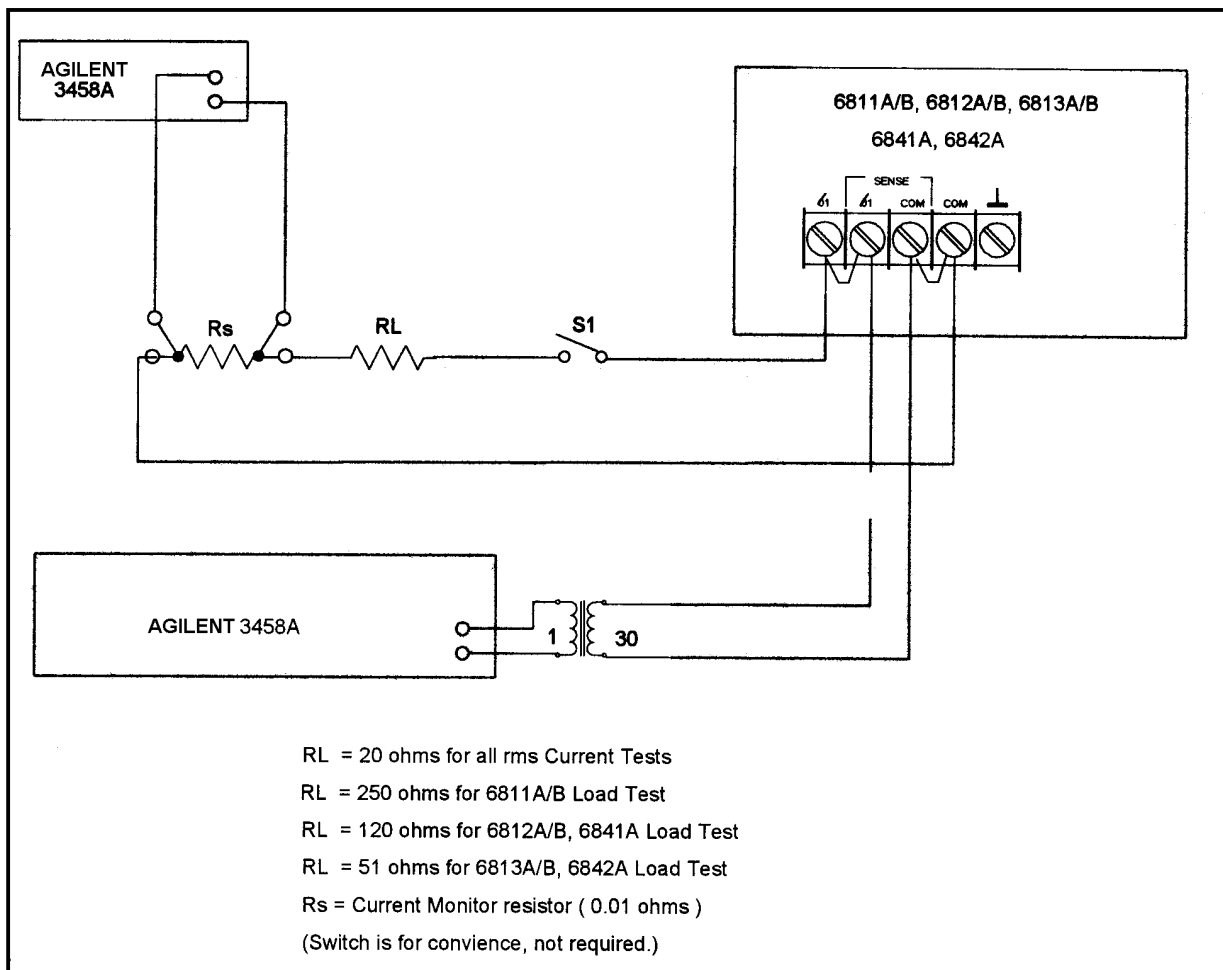 AGILENT
3458A
6811A/B, 6812A/B, 6813A/B
6841A, 6842A
SENSE
ϕ1 ϕ1 COM COM
Rs
RL
S1
AGILENT 3458A
1
30
RL = 20 ohms for all rms Current Tests
RL = 250 ohms for 6811A/B Load Test
RL = 120 ohms for 6812A/B, 6841A Load Test
RL = 51 ohms for 6813A/B, 6842A Load Test
Rs = Current Monitor resistor ( 0.01 ohms )
(Switch is for convience, not required.)